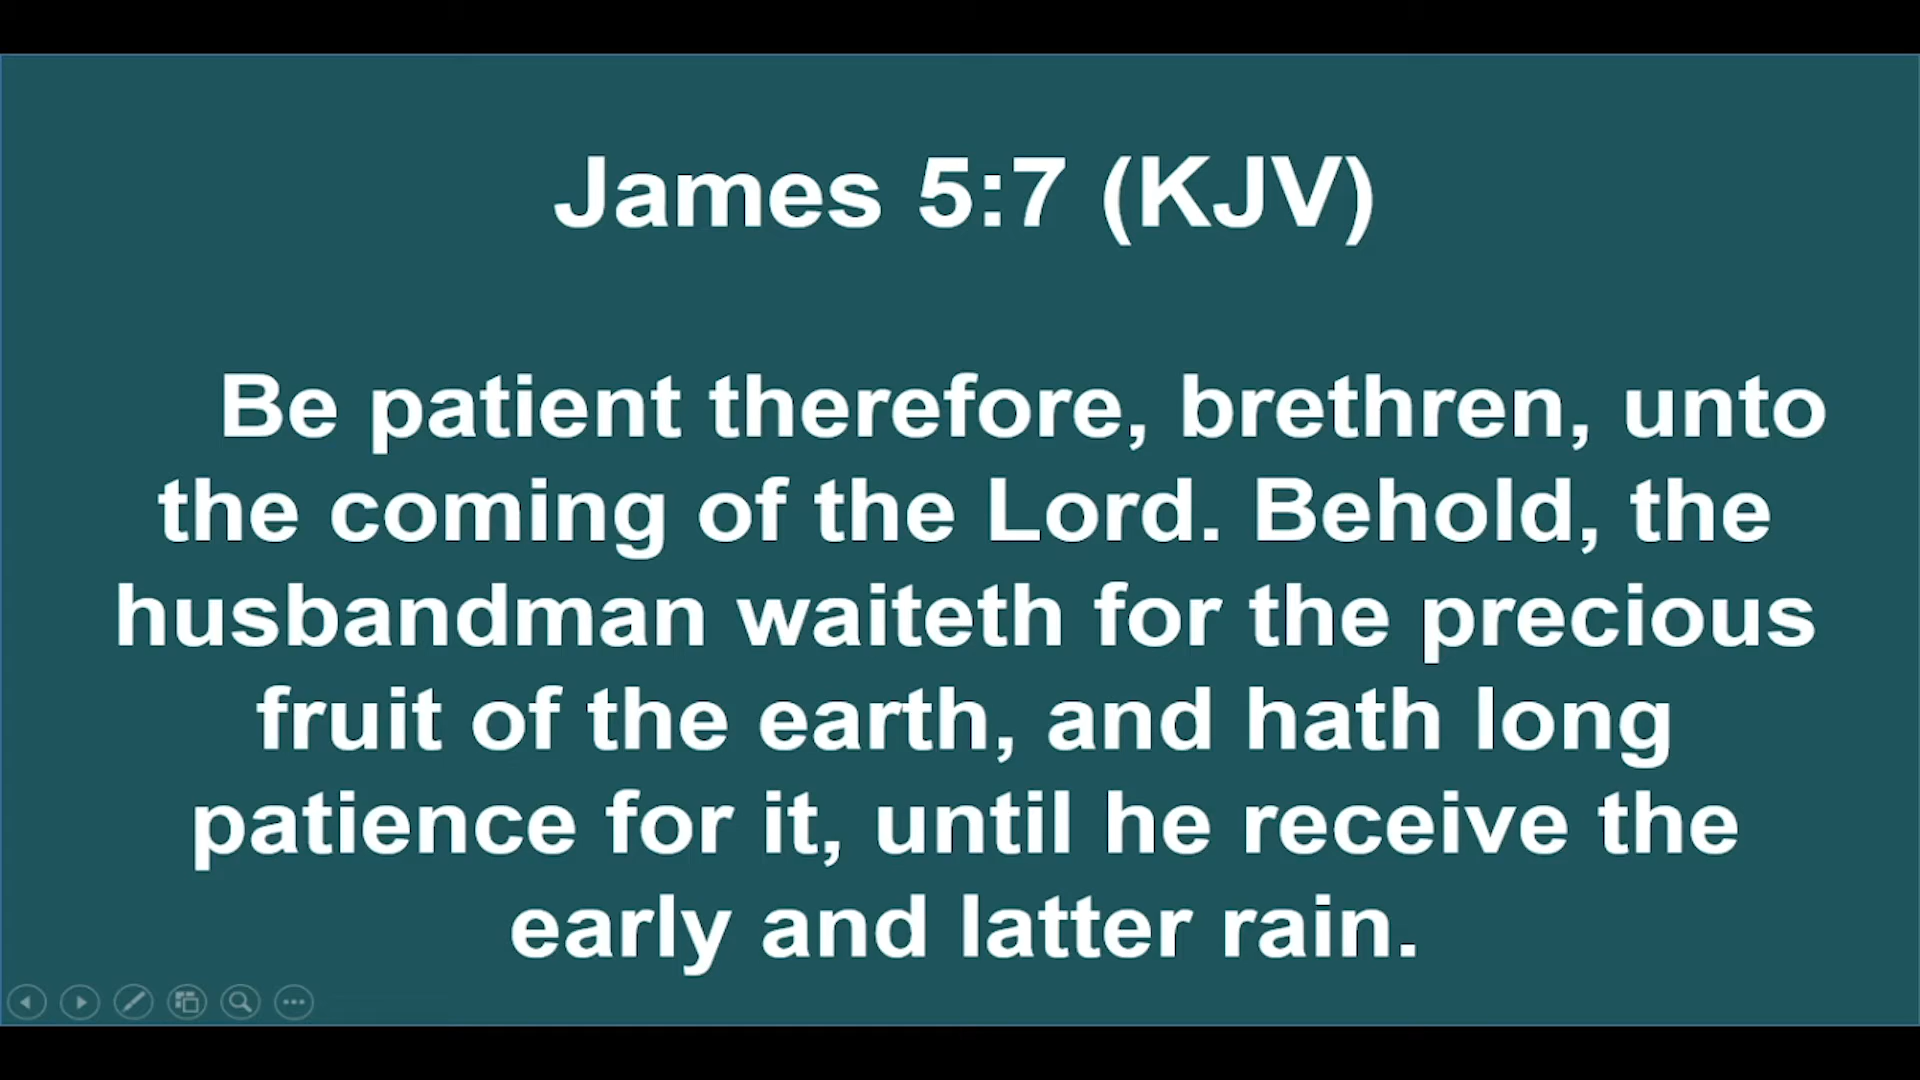 James 5:7 (KJV)
Be patient therefore, brethren, unto
the coming of the Lord. Behold, the
husbandman waiteth for the precious
fruit of the earth, and hath long
patience for it, until he receive the
early and latter rain.